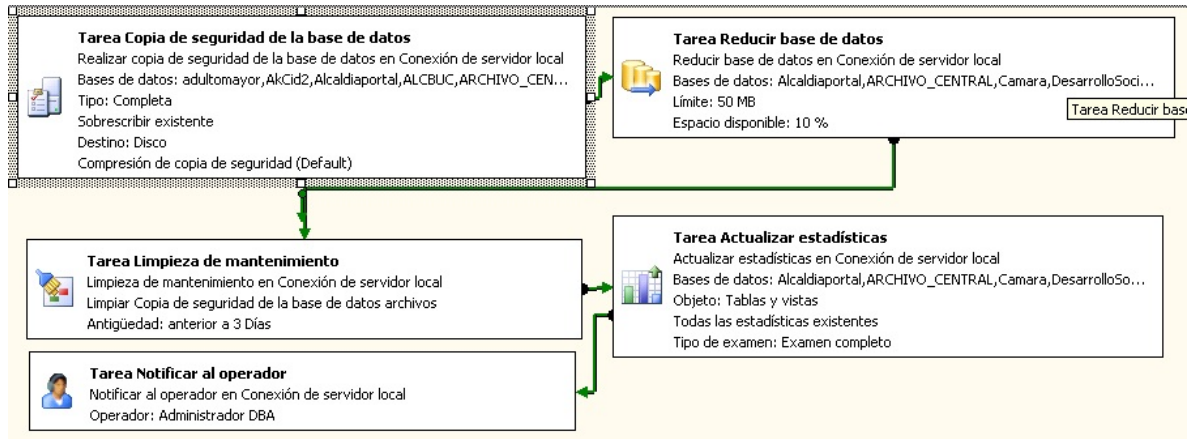 Tarea Copia de seguridad de la base de datos
Realizar copia de seguridad de la base de datos en Conexión de servidor local
Bases de datos: adultomayor,AkCid2,Alcaldiaportal,ALCBUC,ARCHIVO_CEN...
Tipo: Completa
Sobrescribir existente
Destino: Disco
Compresión de copia de seguridad (Default)
Tarea Reducir base de datos
Reducir base de datos en Conexión de servidor local
Bases de datos: Alcaldiaportal,ARCHIVO_CENTRAL,Camara,DesarrolloSoci...
Límite: 50 MB
Espacio disponible: 10 %
Tarea Reducir base
Tarea Limpieza de mantenimiento
Limpieza de mantenimiento en Conexión de servidor local
Limpiar Copia de seguridad de la base de datos archivos
Antigüedad: anterior a 3 Días
Tarea Actualizar estadísticas
Actualizar estadísticas en Conexión de servidor local
Bases de datos: Alcaldiaportal,ARCHIVO_CENTRAL,Camara,DesarrolloSo...
Objeto: Tablas y vistas
Todas las estadísticas existentes
Tipo de examen: Examen completo
Tarea Notificar al operador
Notificar al operador en Conexión de servidor local
Operador: Administrador DBA